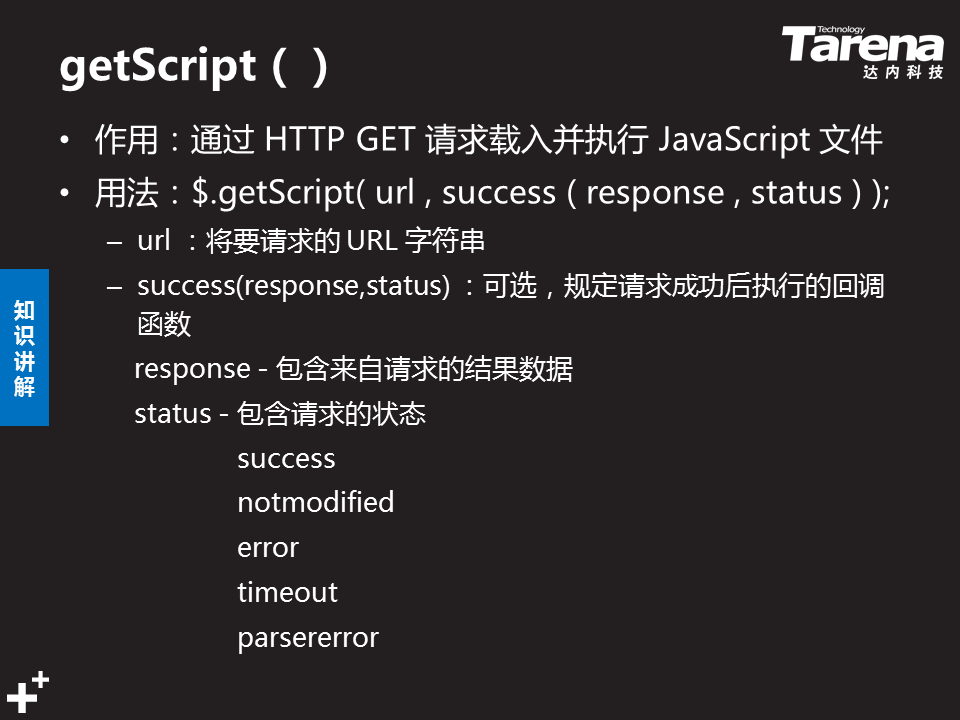 getScript（ ）
Technology
Tarena
达内科技
• 作用：通过 HTTP GET 请求载入并执行 JavaScript 文件
• 用法：$.getScript( url , success ( response , status ) );
– url ：将要请求的 URL 字符串
– success(response,status) ：可选，规定请求成功后执行的回调
函数
response - 包含来自请求的结果数据
status - 包含请求的状态
success
notmodified
error
timeout
parsererror
知
识
讲
解